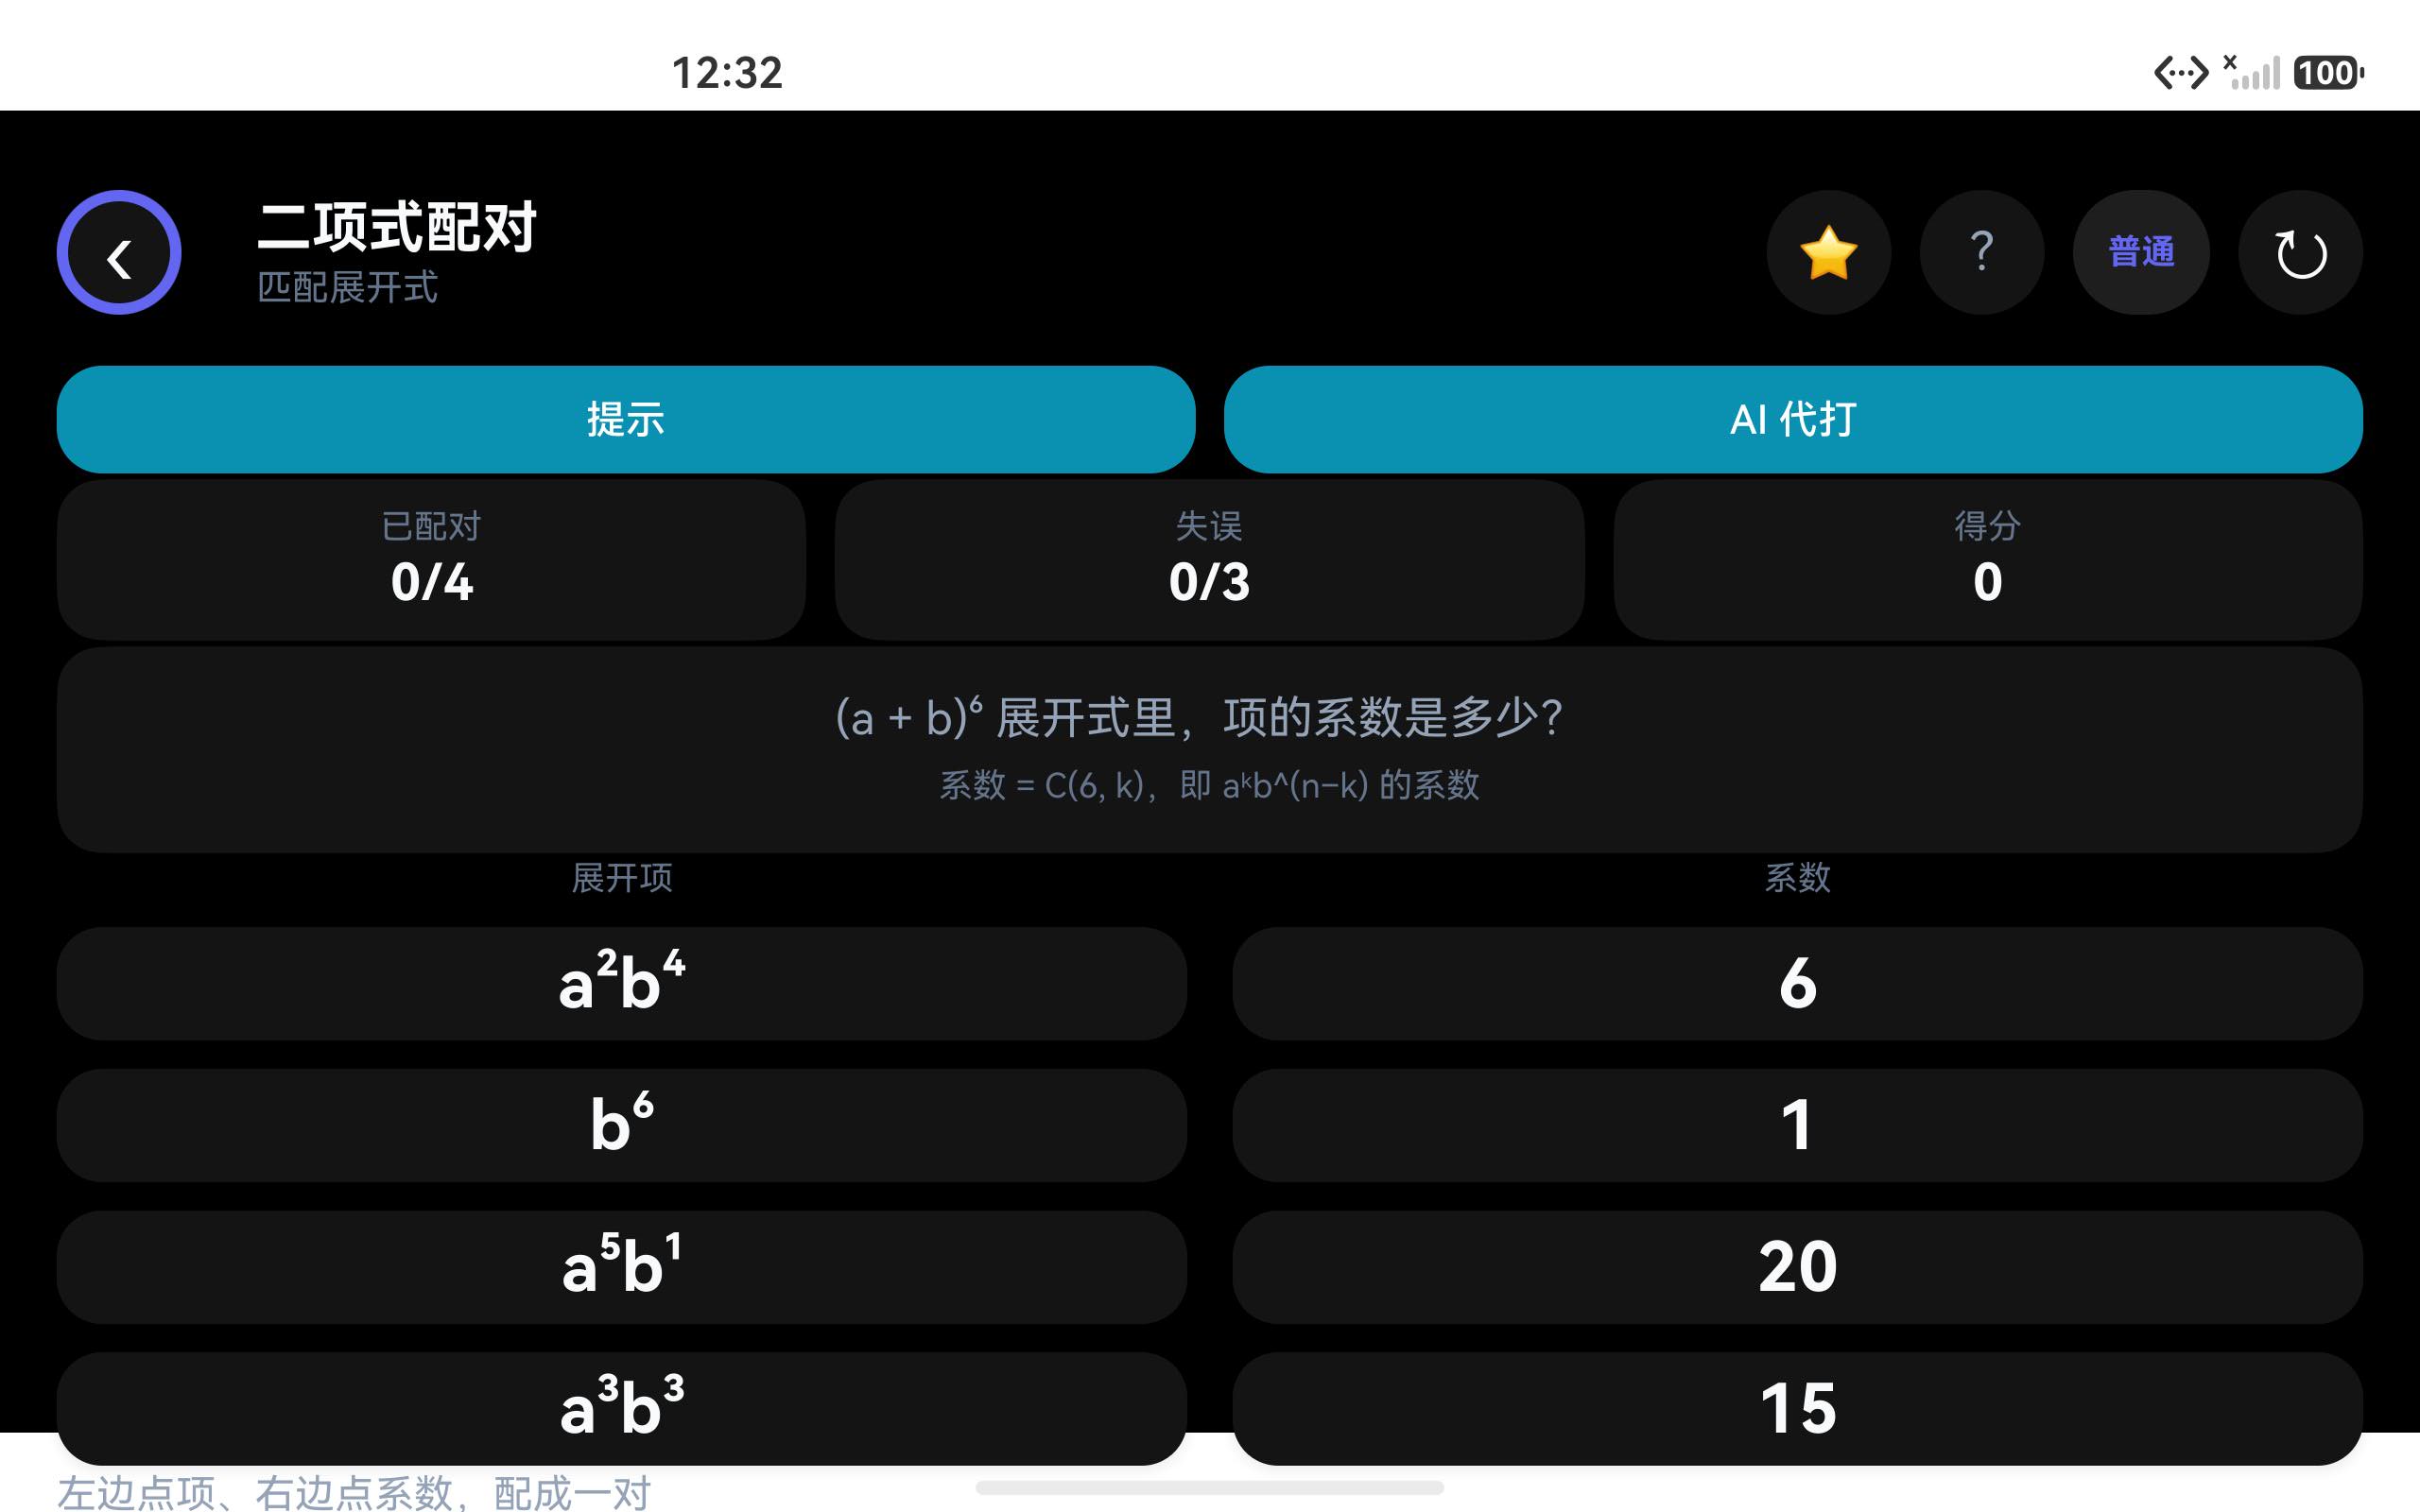 12:32
100
二项式配对
匹配展开式
?
普通
提示
AI 代打
已配对
0/4
失误
0/3
得分
0
(a + b)⁶ 展开式里，项的系数是多少?
系数 = C(6, k)，即 aᵏb^(n−k) 的系数
展开项
系数
a²b⁴
6
b⁶
1
a⁵b¹
20
a³b³
15
左边点项、右边点系数，配成一对